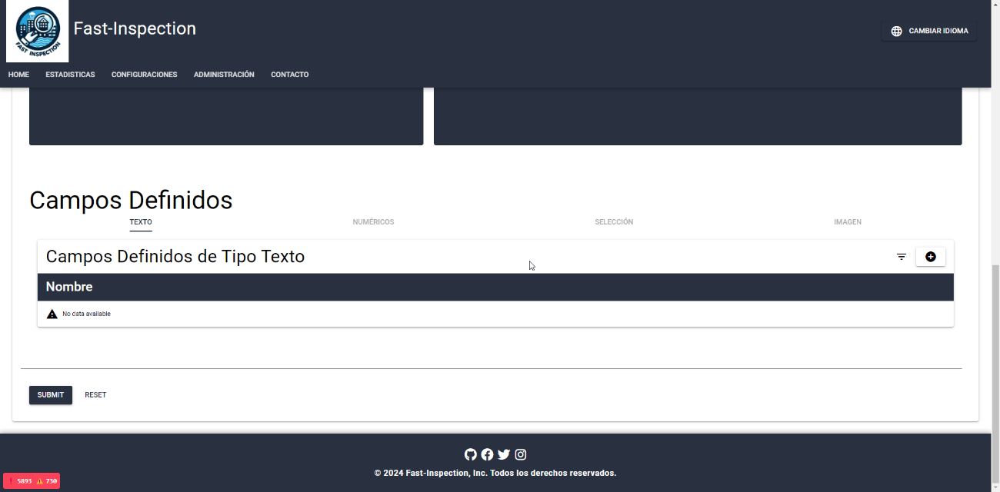 FAST INSPECTION
Fast-Inspection
CAMBIAR IDIOMA
HOME ESTADISTICAS CONFIGURACIONES ADMINISTRACIÓN CONTACTO
Campos Definidos
TEXTO NUMÉRICOS SELECCIÓN IMAGEN
Campos Definidos de Tipo Texto
Nombre
No data available
SUBMIT RESET
© 2024 Fast-Inspection, Inc. Todos los derechos reservados.
5893 730